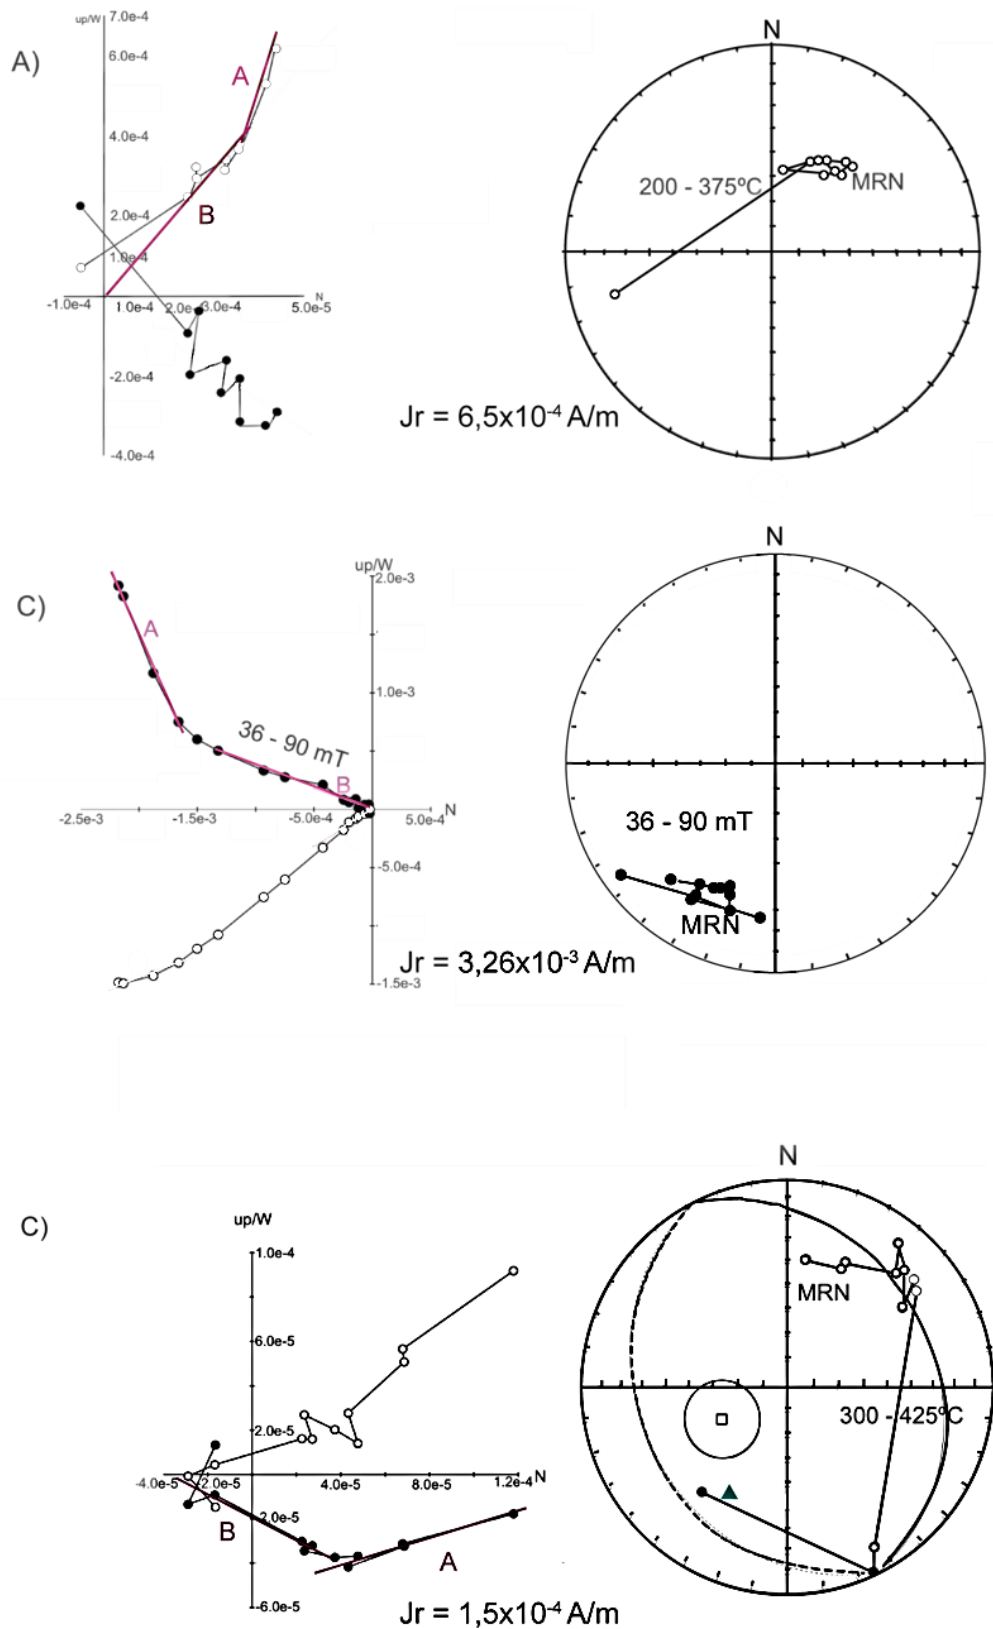 A)
up/W
7.0e-4
6.0e-4
4.0e-4
2.0e-4
1.0e-4
A
B
-1.0e-4
1.0e-4
2.0e-
3.0e-4
N
5.0e-5
-2.0e-4
-4.0e-4
N
200 - 375ºC
MRN
Jr = 6,5x10-4 A/m
C)
up/W
2.0e-3
1.0e-3
A
36 - 90 mT
B
N
-2.5e-3
-1.5e-3
-5.0e-4
5.0e-4
-5.0e-4
-1.5e-3
N
36 - 90 mT
MRN
Jr = 3,26x10-3 A/m
C)
up/W
1.0e-4
6.0e-5
2.0e-5
-4.0e-5
-2.0e-5
4.0e-5
8.0e-5
1.2e-4
N
-2.0e-5
B
A
-6.0e-5
N
MRN
300 - 425ºC
Jr = 1,5x10-4 A/m